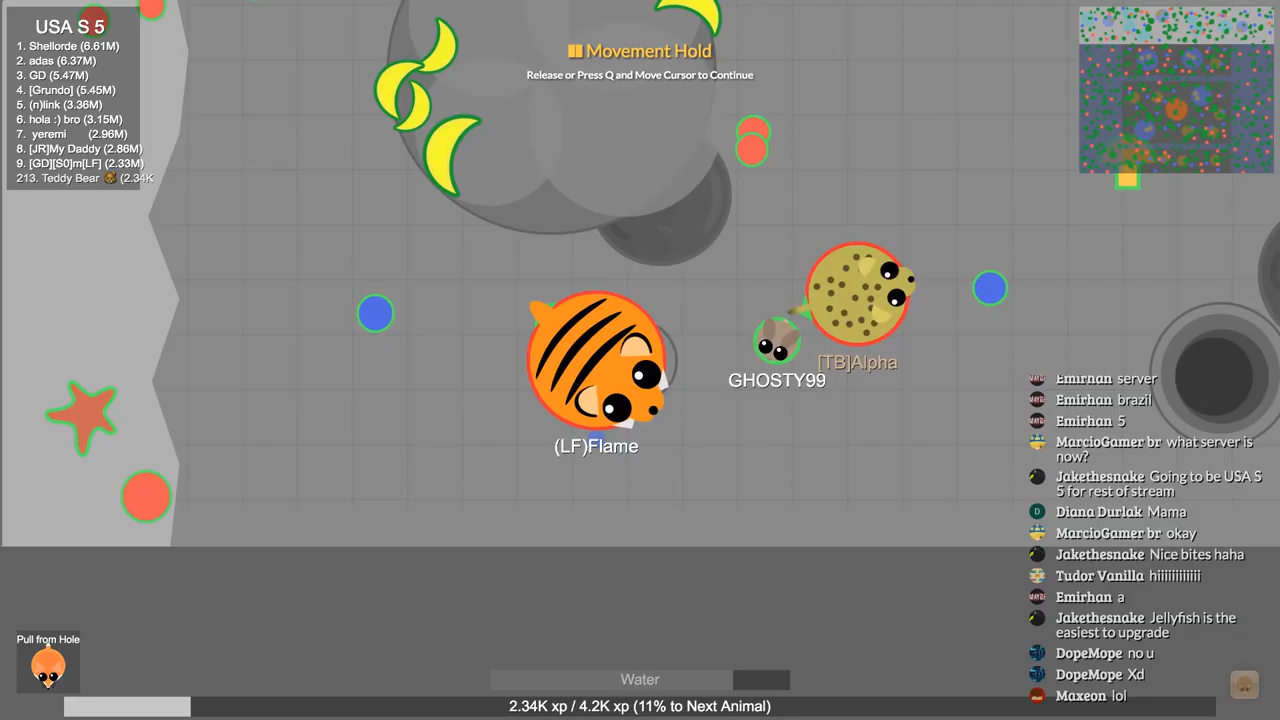 USA S 5
1. Shellorde (6.61M)
2. adas (6.37M)
3. GD (5.47M)
4. [Grundo] (5.45M)
5. (n)link (3.36M)
6. hola :) bro (3.15M)
7. yeremi (2.96M)
8. [JR]My Daddy (2.86M)
9. [GD][S0]m[LF] (2.33M)
213. Teddy Bear 🐻 (2.34K
Movement Hold
Release or Press Q and Move Cursor to Continue
[TB]Alpha
GHOSTY99
(LF)Flame
Emirhan server
Emirhan brazil
Emirhan 5
MarcioGamer br what server is
now?
Jakethesnake Going to be USA S
5 for rest of stream
D
Diana Durlak Mama
MarcioGamer br okay
Jakethesnake Nice bites haha
Tudor Vanilla hiiiiiiiiiiii
Emirhan a
Jakethesnake Jellyfish is the
easiest to upgrade
DopeMope no u
DopeMope Xd
Maxeon lol
Pull from Hole
Water
2.34K xp / 4.2K xp (11% to Next Animal)